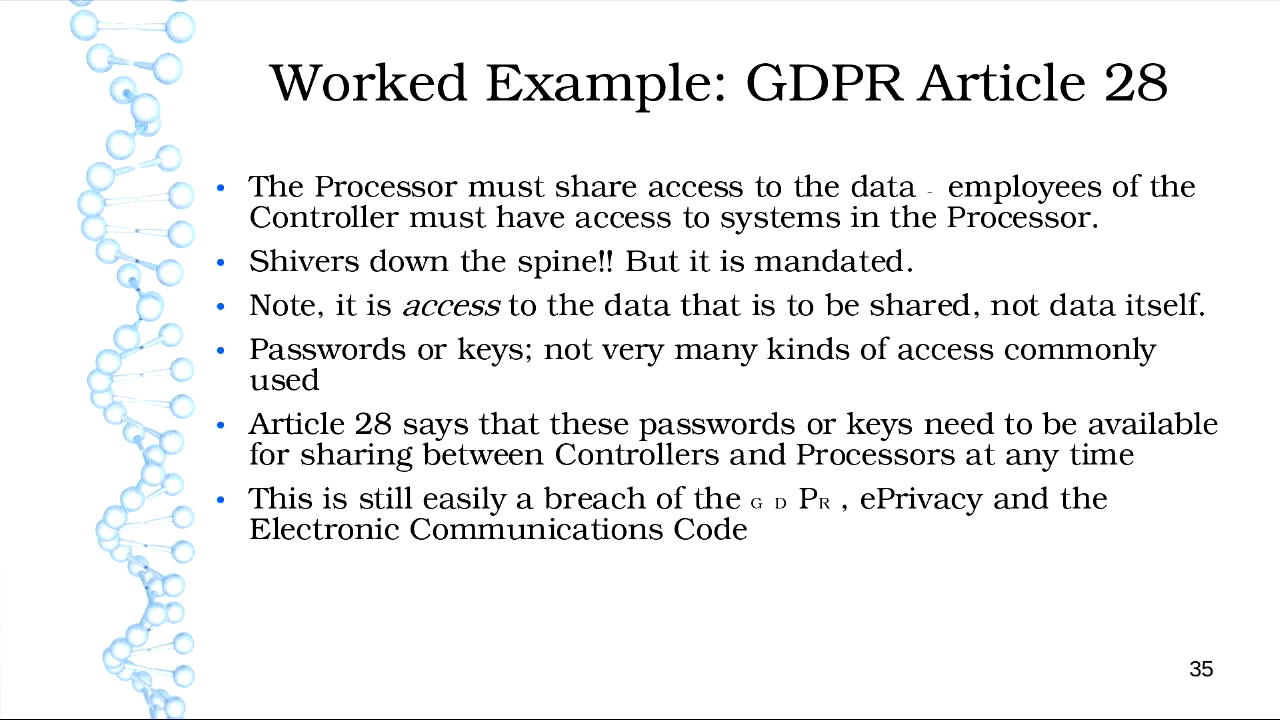 Worked Example: GDPR Article 28
• The Processor must share access to the data - employees of the
Controller must have access to systems in the Processor.
• Shivers down the spine!! But it is mandated.
• Note, it is access to the data that is to be shared, not data itself.
• Passwords or keys; not very many kinds of access commonly
used
• Article 28 says that these passwords or keys need to be available
for sharing between Controllers and Processors at any time
• This is still easily a breach of the G D PR , ePrivacy and the
Electronic Communications Code
35